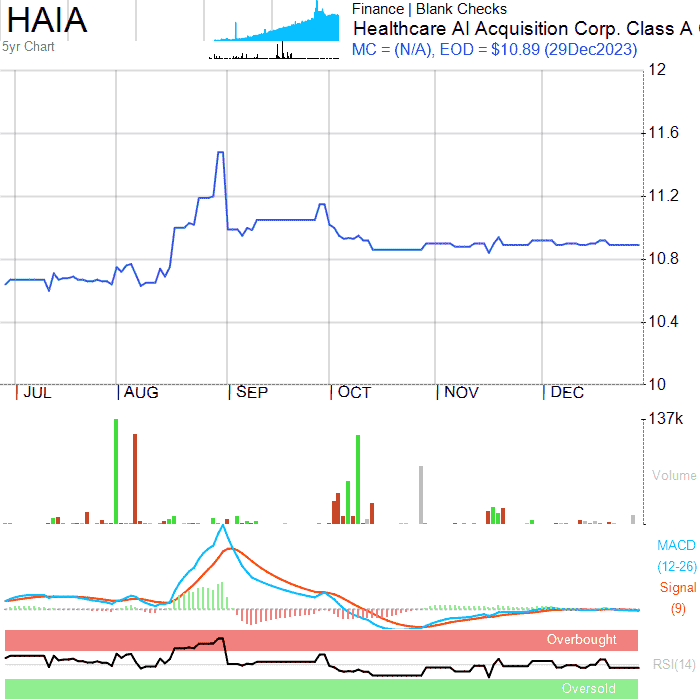 HAIA
5yr Chart
Finance | Blank Checks
Healthcare AI Acquisition Corp. Class A
MC = (N/A), EOD = $10.89 (29Dec2023)
12
11.6
11.2
10.8
10.4
10
JUL
AUG
SEP
OCT
NOV
DEC
137k
Volume
MACD
(12-26)
Signal
(9)
Overbought
RSI(14)
Oversold